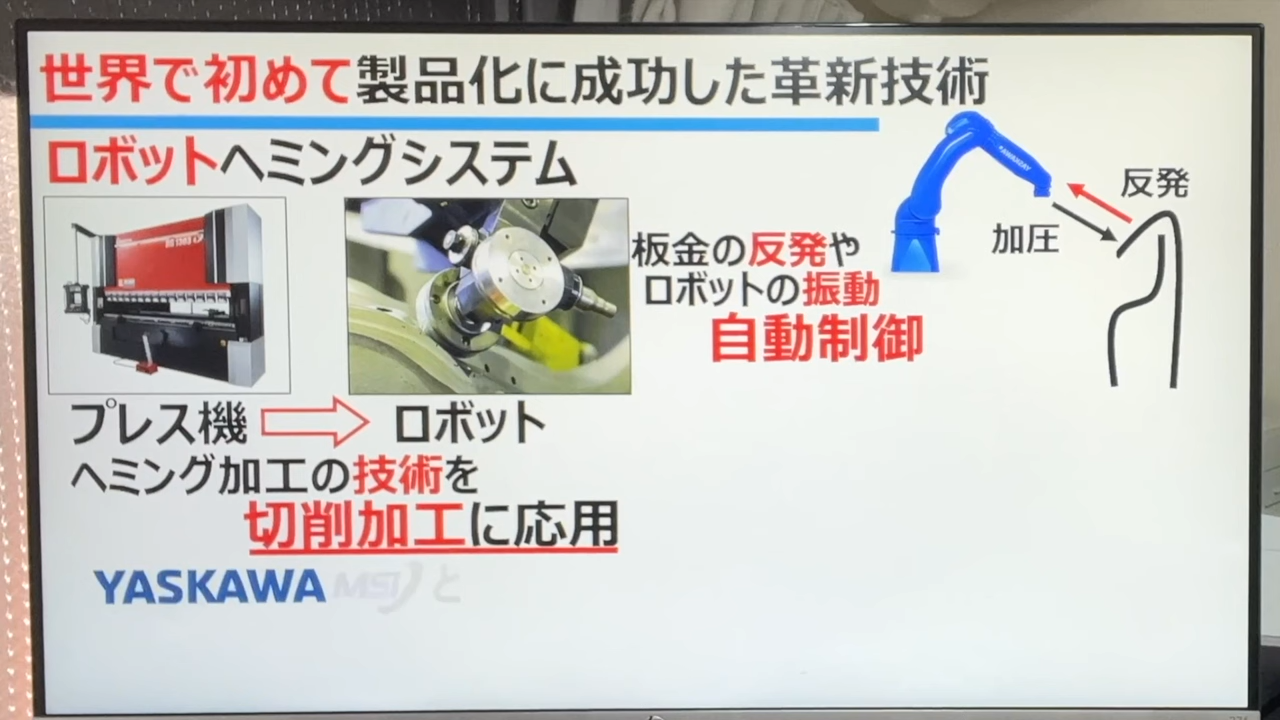 世界で初めて製品化に成功した革新技術
ロボットヘミングシステム
板金の反発や
ロボットの振動
自動制御
反発
加圧
プレス機
ロボット
ヘミング加工の技術を
切削加工に応用
YASKAWA MSTと